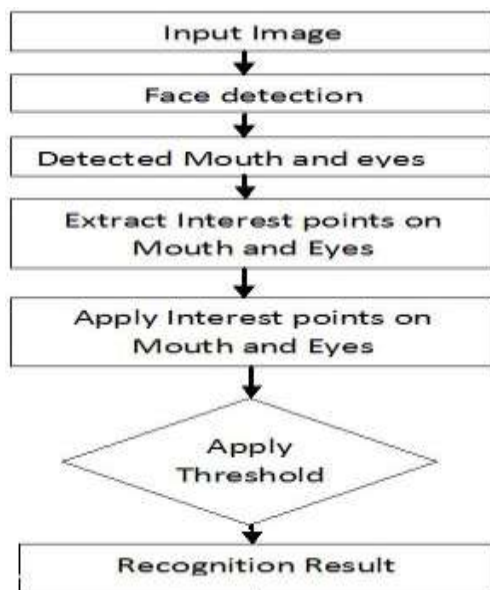 Input Image
Face detection
Detected Mouth and eyes
Extract Interest points on
Mouth and Eyes
Apply Interest points on
Mouth and Eyes
Apply
Threshold
Recognition Result